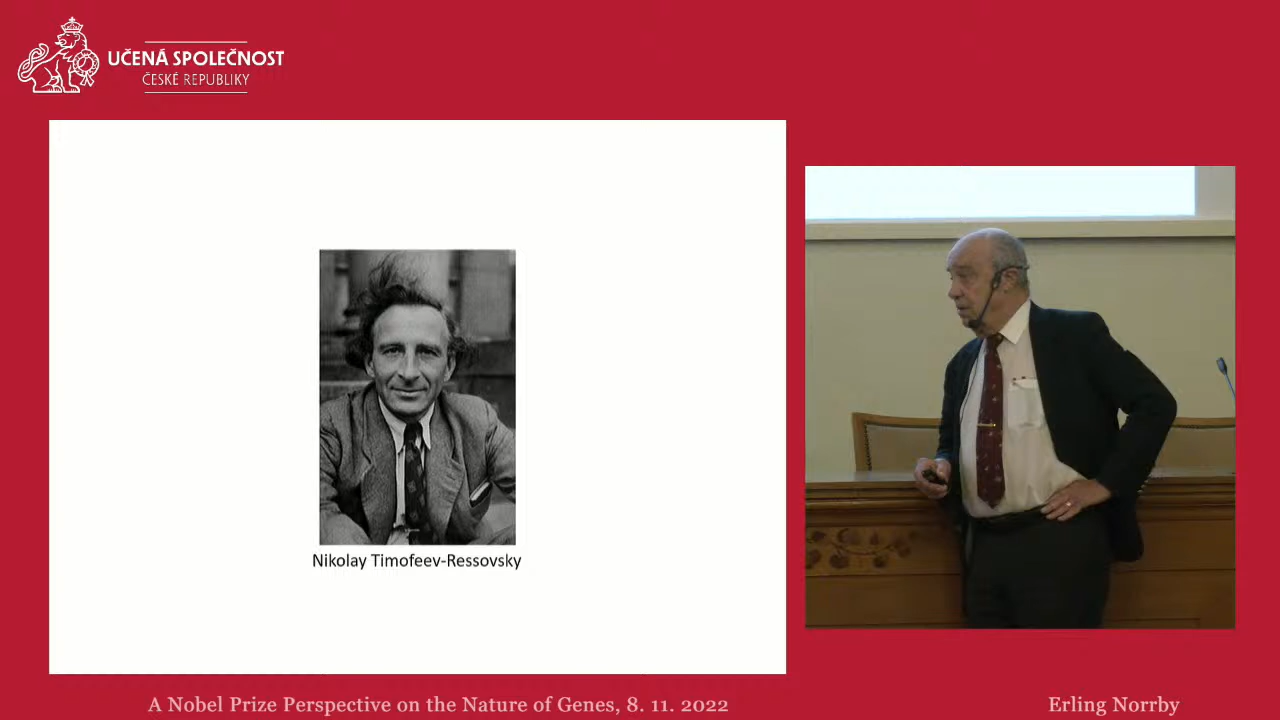 UČENÁ SPOLEČNOST
ČESKÉ REPUBLIKY
Nikolay Timofeev-Ressovsky
A Nobel Prize Perspective on the Nature of Genes, 8. 11. 2022
Erling Norrby